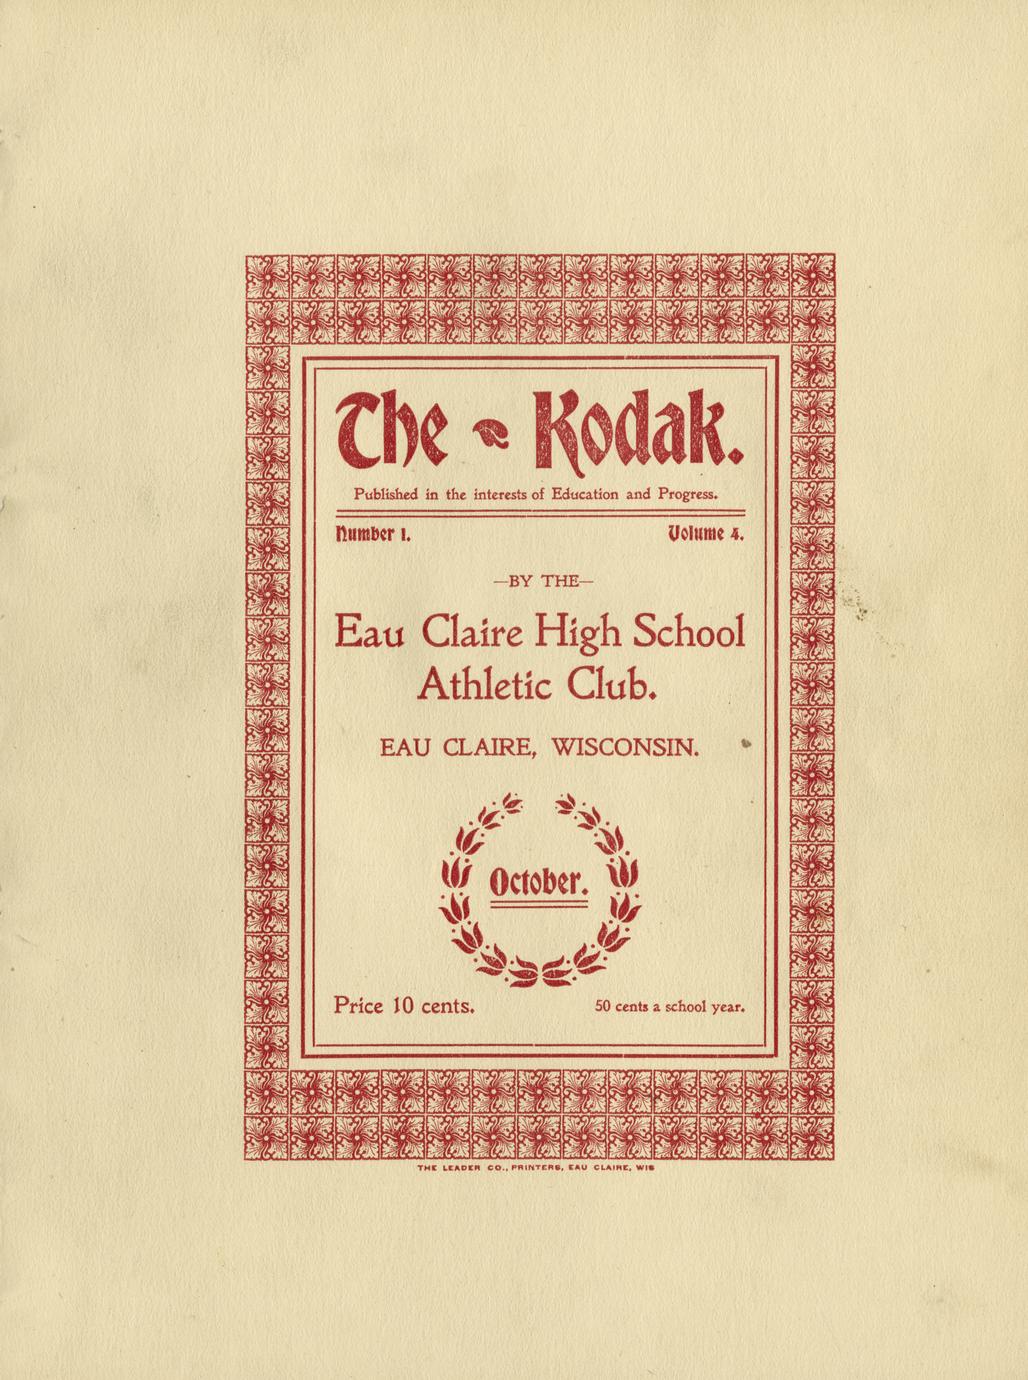 The Kodak.
Published in the interests of Education and Progress.
Number 1. Volume 4.
—BY THE—
Eau Claire High School
Athletic Club.
EAU CLAIRE, WISCONSIN.
October.
Price 10 cents. 50 cents a school year.
THE LEADER CO., PRINTERS, EAU CLAIRE, WIS